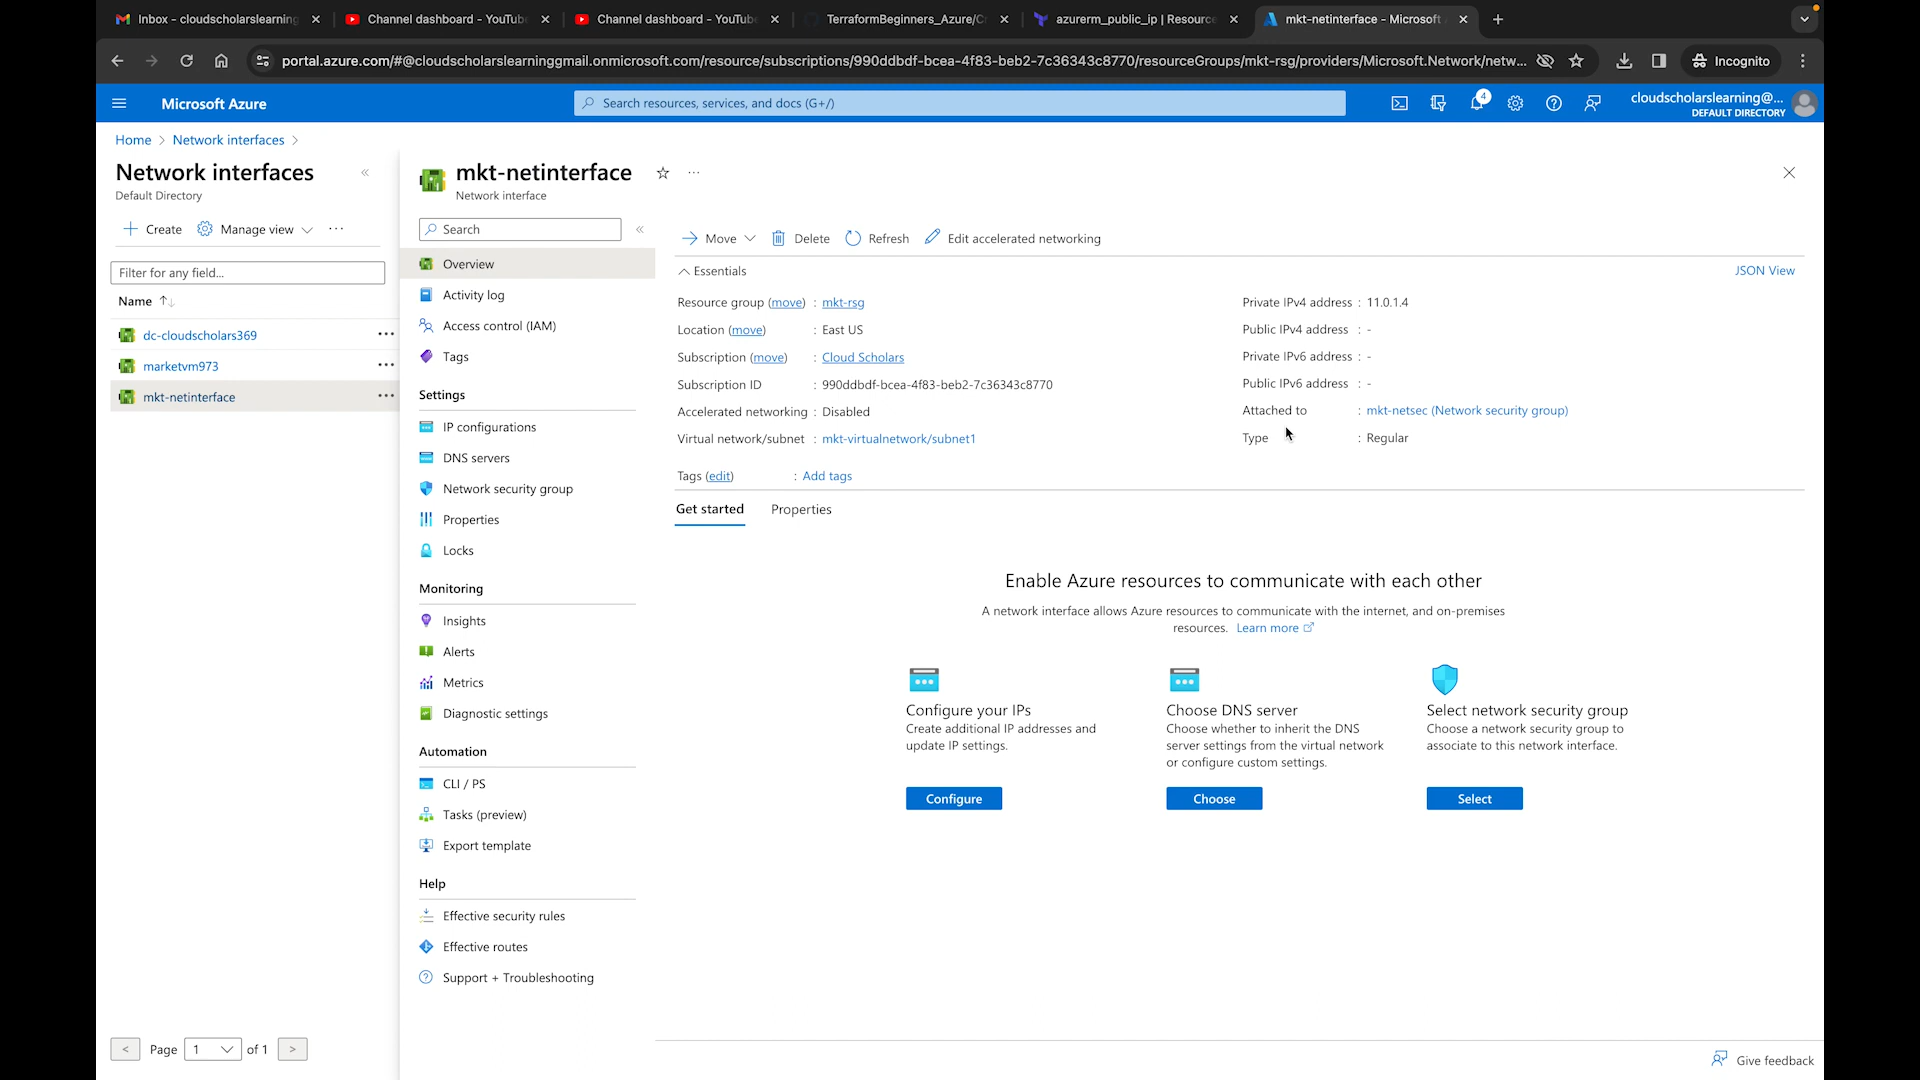 Inbox - cloudscholarslearning
Channel dashboard - YouTube
Channel dashboard - YouTube
TerraformBeginners_Azure/C
azurerm_public_ip | Resource
mkt-netinterface - Microsoft
portal.azure.com/#@cloudscholarslearninggmail.onmicrosoft.com/resource/subscriptions/990ddbdf-bcea-4f83-beb2-7c36343c8770/resourceGroups/mkt-rsg/providers/Microsoft.Network/netw...
Incognito
Microsoft Azure
Search resources, services, and docs (G+/)
4
cloudscholarslearning@...
DEFAULT DIRECTORY
Home > Network interfaces >
Network interfaces
Default Directory
+ Create
Manage view
Filter for any field...
Name
dc-cloudscholars369
marketvm973
mkt-netinterface
< Page 1 of 1 >
mkt-netinterface
Network interface
Search
Overview
Activity log
Access control (IAM)
Tags
Settings
IP configurations
DNS servers
Network security group
Properties
Locks
Monitoring
Insights
Alerts
Metrics
Diagnostic settings
Automation
CLI / PS
Tasks (preview)
Export template
Help
Effective security rules
Effective routes
Support + Troubleshooting
Move
Delete
Refresh
Edit accelerated networking
Essentials
JSON View
Resource group (move) : mkt-rsg
Location (move) : East US
Subscription (move) : Cloud Scholars
Subscription ID : 990ddbdf-bcea-4f83-beb2-7c36343c8770
Accelerated networking : Disabled
Virtual network/subnet : mkt-virtualnetwork/subnet1
Private IPv4 address : 11.0.1.4
Public IPv4 address : -
Private IPv6 address : -
Public IPv6 address : -
Attached to : mkt-netsec (Network security group)
Type : Regular
Tags (edit) : Add tags
Get started
Properties
Enable Azure resources to communicate with each other
A network interface allows Azure resources to communicate with the internet, and on-premises
resources. Learn more
Configure your IPs
Create additional IP addresses and
update IP settings.
Configure
Choose DNS server
Choose whether to inherit the DNS
server settings from the virtual network
or configure custom settings.
Choose
Select network security group
Choose a network security group to
associate to this network interface.
Select
Give feedback